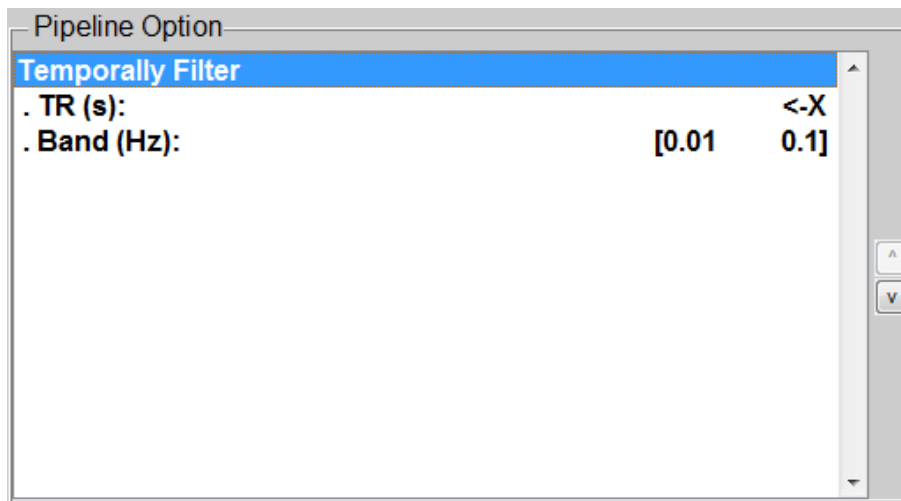 Pipeline Option
Temporally Filter
. TR (s): <-X
. Band (Hz): [0.01 0.1]
^
v